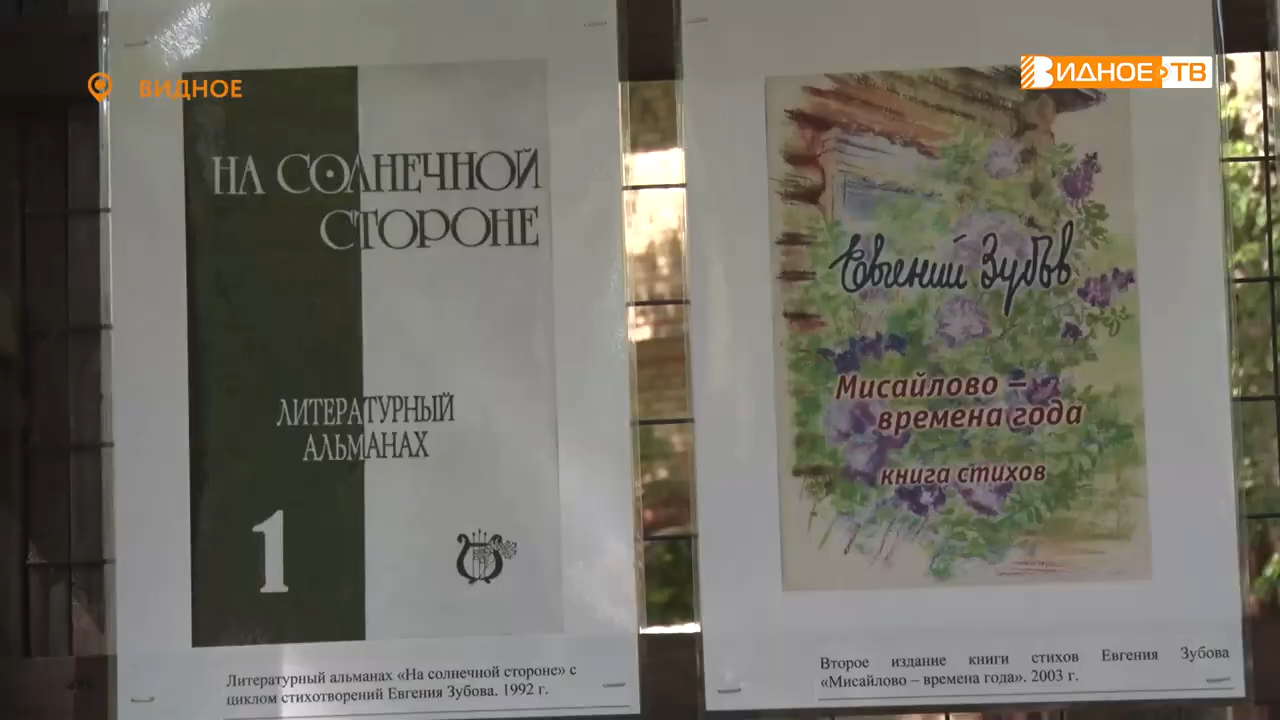 ВИДНОЕ
ВИДНОЕ ТВ
НА СОЛНЕЧНОЙ
СТОРОНЕ
ЛИТЕРАТУРНЫЙ
АЛЬМАНАХ
1
Литературный альманах «На солнечной стороне» с
циклом стихотворений Евгения Зубова. 1992 г.
Евгений Зубов
Мисайлово –
времена года
книга стихов
Второе издание книги стихов Евгения Зубова
«Мисайлово – времена года». 2003 г.